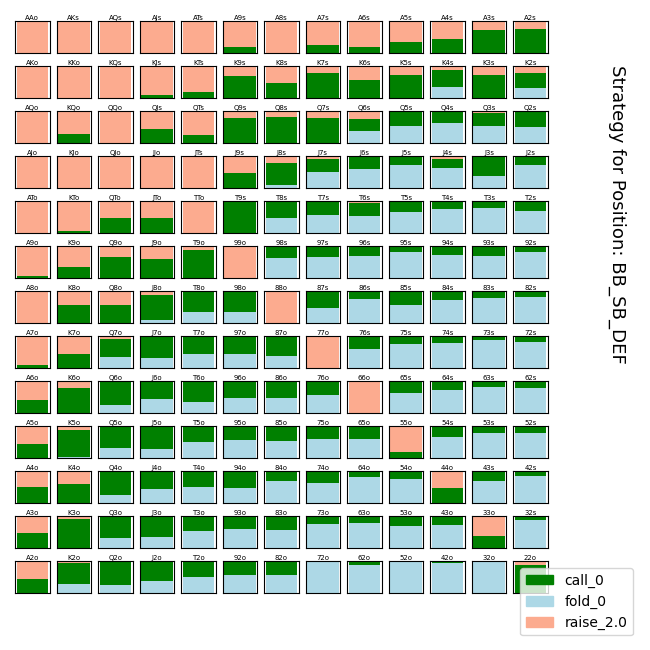 AAo AKs AQs AJs ATs A9s A8s A7s A6s A5s A4s A3s A2s
AKo KKo KQs KJs KTs K9s K8s K7s K6s K5s K4s K3s K2s
AQo KQo QQo QJs QTs Q9s Q8s Q7s Q6s Q5s Q4s Q3s Q2s
AJo KJo QJo JJo JTs J9s J8s J7s J6s J5s J4s J3s J2s
ATo KTo QTo JTo TTo T9s T8s T7s T6s T5s T4s T3s T2s
A9o K9o Q9o J9o T9o 99o 98s 97s 96s 95s 94s 93s 92s
A8o K8o Q8o J8o T8o 98o 88o 87s 86s 85s 84s 83s 82s
A7o K7o Q7o J7o T7o 97o 87o 77o 76s 75s 74s 73s 72s
A6o K6o Q6o J6o T6o 96o 86o 76o 66o 65s 64s 63s 62s
A5o K5o Q5o J5o T5o 95o 85o 75o 65o 55o 54s 53s 52s
A4o K4o Q4o J4o T4o 94o 84o 74o 64o 54o 44o 43s 42s
A3o K3o Q3o J3o T3o 93o 83o 73o 63o 53o 43o 33o 32s
A2o K2o Q2o J2o T2o 92o 82o 72o 62o 52o 42o 32o 22o
Strategy for Position: BB_SB_DEF
call_0
fold_0
raise_2.0